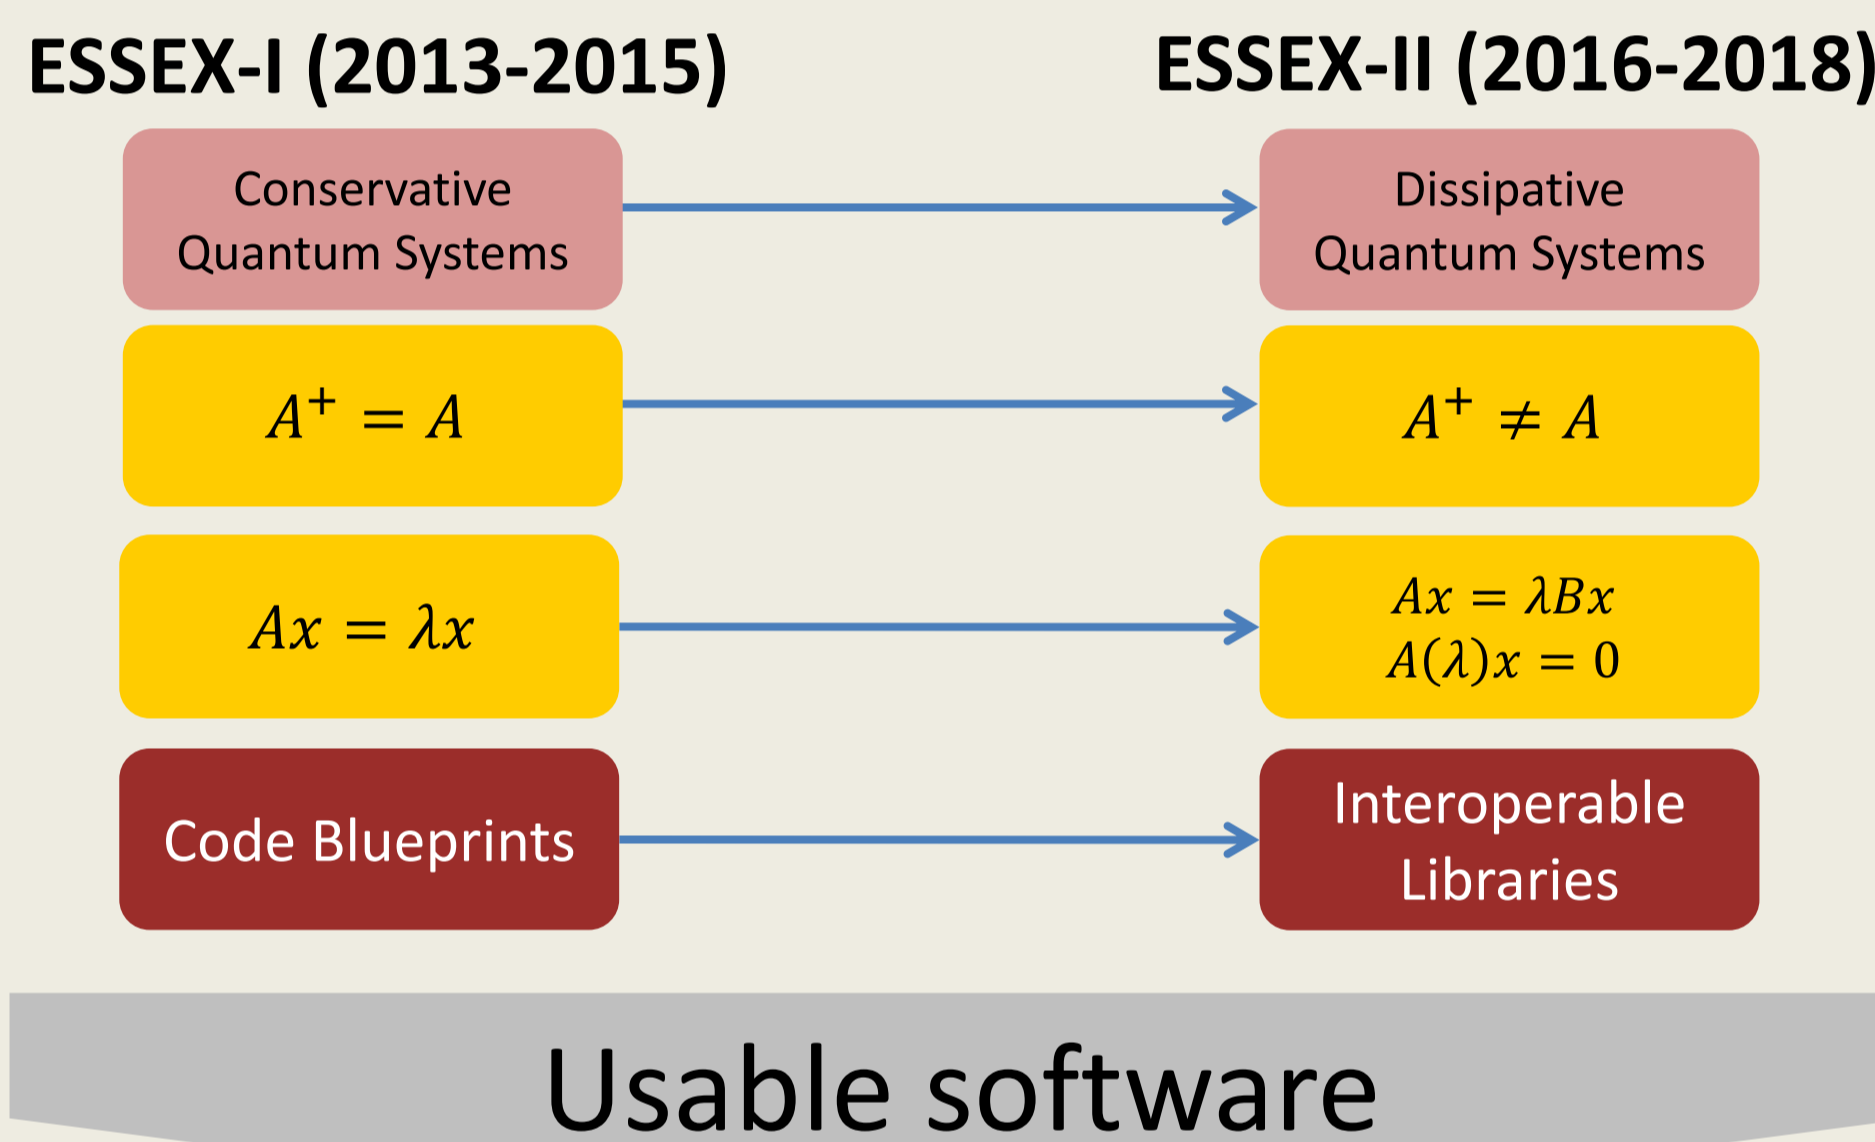 ESSEX-I (2013-2015)
ESSEX-II (2016-2018)
Conservative
Quantum Systems
Dissipative
Quantum Systems
A⁺ = A
A⁺ ≠ A
Ax = λx
Ax = λBx
A(λ)x = 0
Code Blueprints
Interoperable
Libraries
Usable software